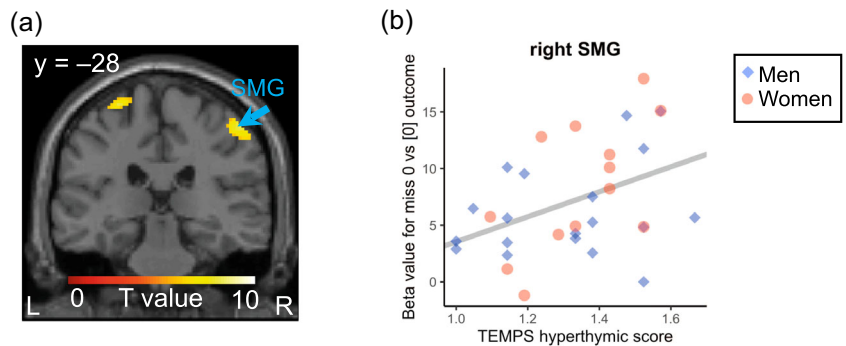 (a)
y = –28
SMG
0 T value 10
L
R
(b)
right SMG
Beta value for miss 0 vs [0] outcome
15
10
5
0
1.0 1.2 1.4 1.6
TEMPS hyperthymic score
Men
Women